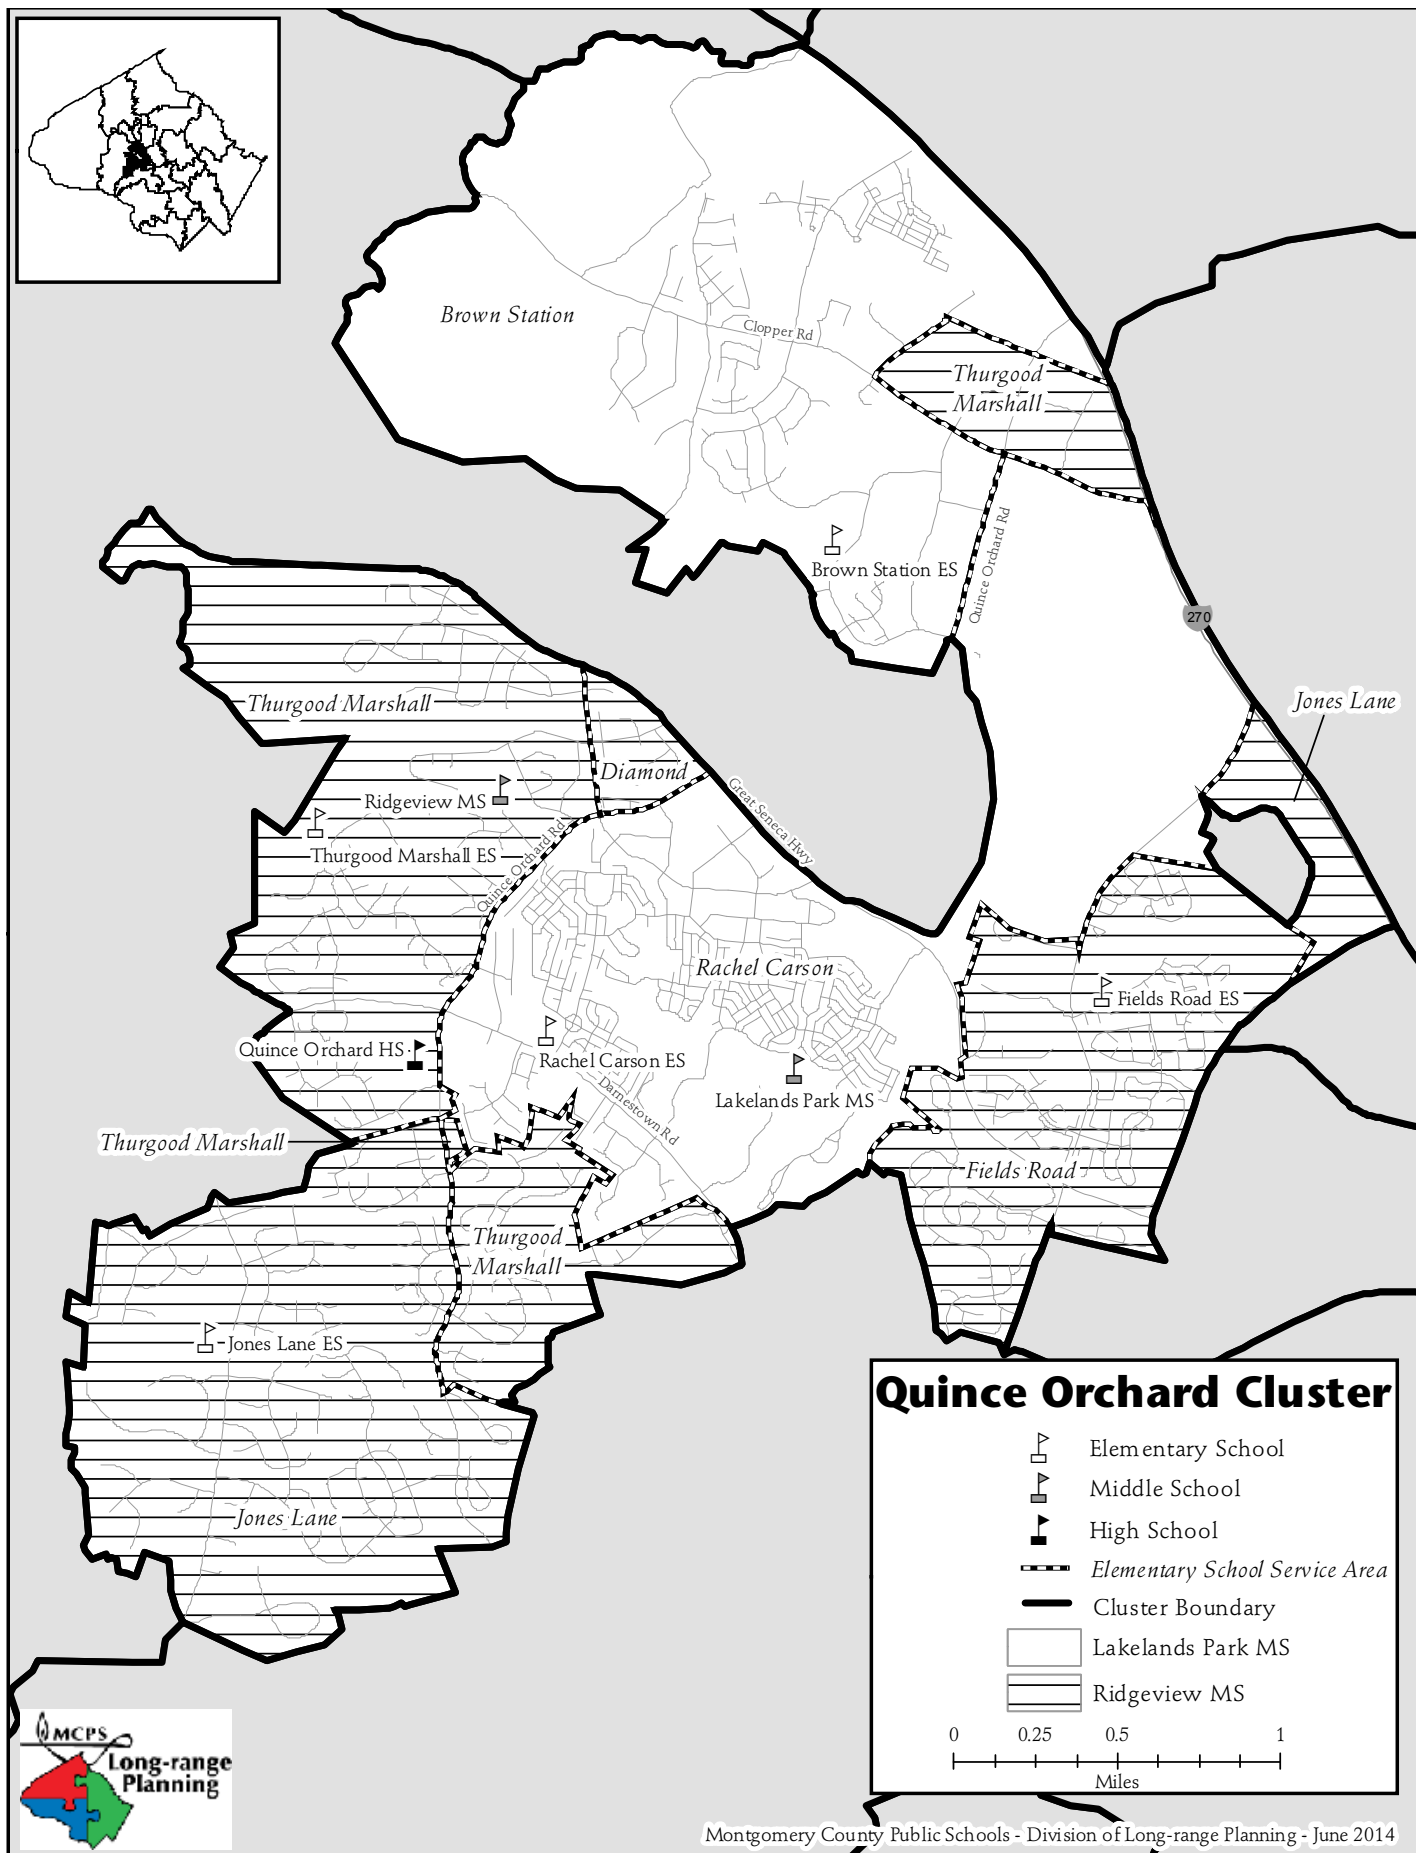 Brown Station
Clopper Rd
Thurgood
Marshall
Brown Station ES
Quince Orchard Rd
270
Jones Lane
Thurgood Marshall
Diamond
Ridgeview MS
Great Seneca Hwy
Thurgood Marshall ES
Quince Orchard Rd
Rachel Carson
Fields Road ES
Quince Orchard HS
Rachel Carson ES
Darnestown Rd
Lakelands Park MS
Thurgood Marshall
Fields Road
Thurgood
Marshall
Jones Lane ES
Jones Lane
Quince Orchard Cluster
Elementary School
Middle School
High School
Elementary School Service Area
Cluster Boundary
Lakelands Park MS
Ridgeview MS
0 0.25 0.5 1
Miles
MCPS
Long-range
Planning
Montgomery County Public Schools - Division of Long-range Planning - June 2014